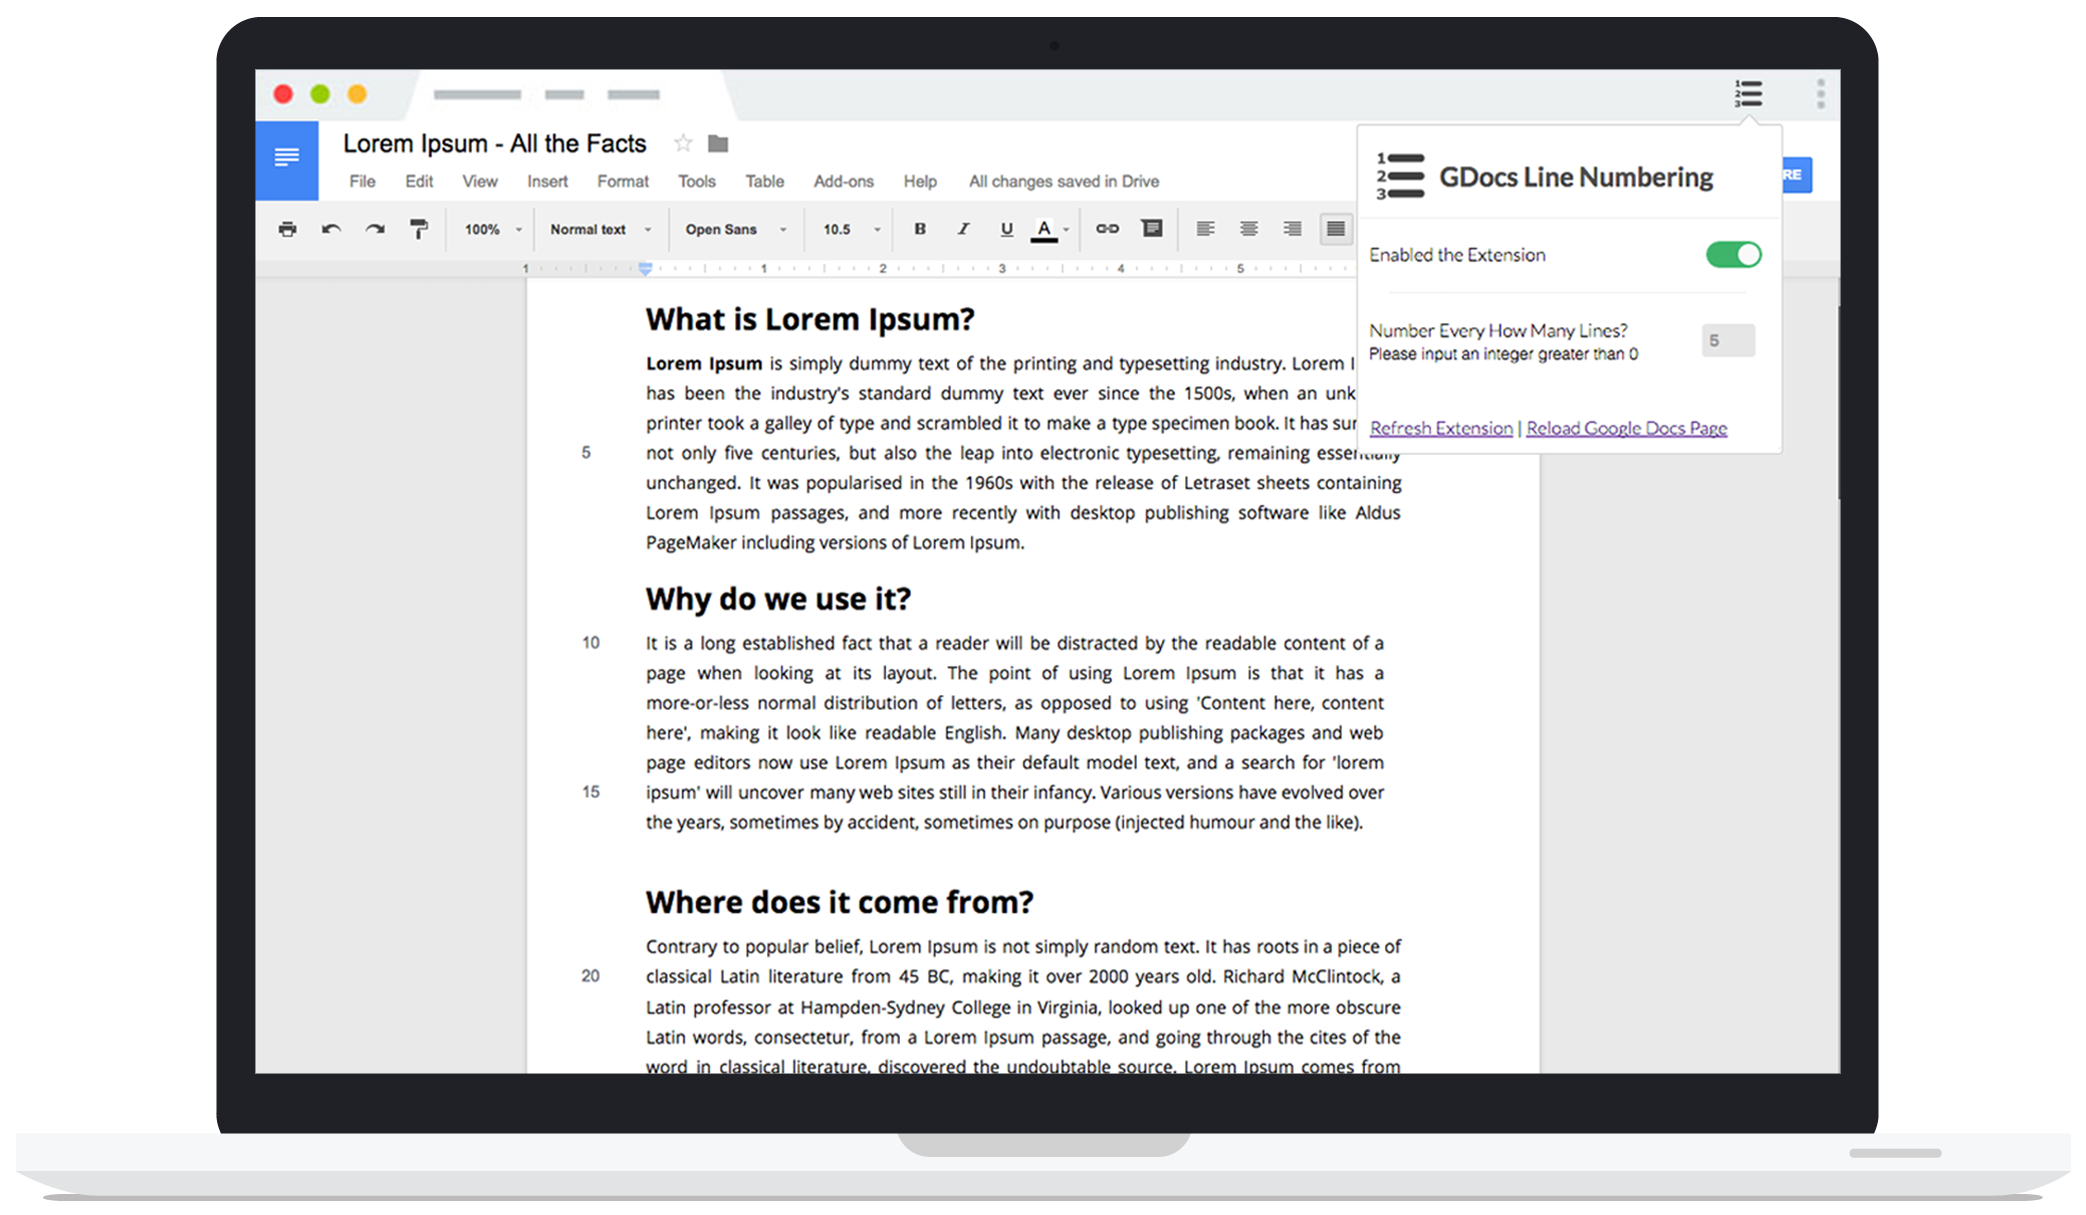 Lorem Ipsum - All the Facts
File Edit View Insert Format Tools Table Add-ons Help All changes saved in Drive
RE
100% Normal text Open Sans 10.5 B I U A
1 1 2 3 4 5
1 2 3
1 2 3 GDocs Line Numbering
Enabled the Extension
Number Every How Many Lines? 5
Please input an integer greater than 0
Refresh Extension | Reload Google Docs Page
What is Lorem Ipsum?
Lorem Ipsum is simply dummy text of the printing and typesetting industry. Lorem I
has been the industry's standard dummy text ever since the 1500s, when an unk
printer took a galley of type and scrambled it to make a type specimen book. It has sur
5 not only five centuries, but also the leap into electronic typesetting, remaining essentially
unchanged. It was popularised in the 1960s with the release of Letraset sheets containing
Lorem Ipsum passages, and more recently with desktop publishing software like Aldus
PageMaker including versions of Lorem Ipsum.
Why do we use it?
10 It is a long established fact that a reader will be distracted by the readable content of a
page when looking at its layout. The point of using Lorem Ipsum is that it has a
more-or-less normal distribution of letters, as opposed to using 'Content here, content
here', making it look like readable English. Many desktop publishing packages and web
page editors now use Lorem Ipsum as their default model text, and a search for 'lorem
15 ipsum' will uncover many web sites still in their infancy. Various versions have evolved over
the years, sometimes by accident, sometimes on purpose (injected humour and the like).
Where does it come from?
Contrary to popular belief, Lorem Ipsum is not simply random text. It has roots in a piece of
20 classical Latin literature from 45 BC, making it over 2000 years old. Richard McClintock, a
Latin professor at Hampden-Sydney College in Virginia, looked up one of the more obscure
Latin words, consectetur, from a Lorem Ipsum passage, and going through the cites of the
word in classical literature, discovered the undoubtable source. Lorem Ipsum comes from